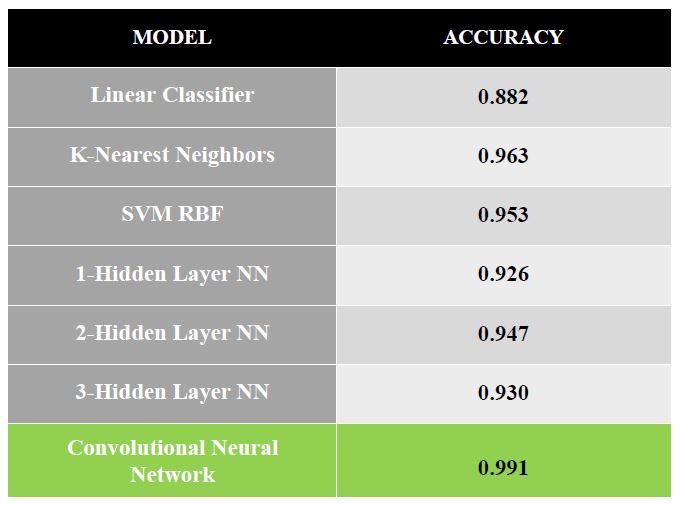 MODEL ACCURACY
Linear Classifier 0.882
K-Nearest Neighbors 0.963
SVM RBF 0.953
1-Hidden Layer NN 0.926
2-Hidden Layer NN 0.947
3-Hidden Layer NN 0.930
Convolutional Neural
Network 0.991